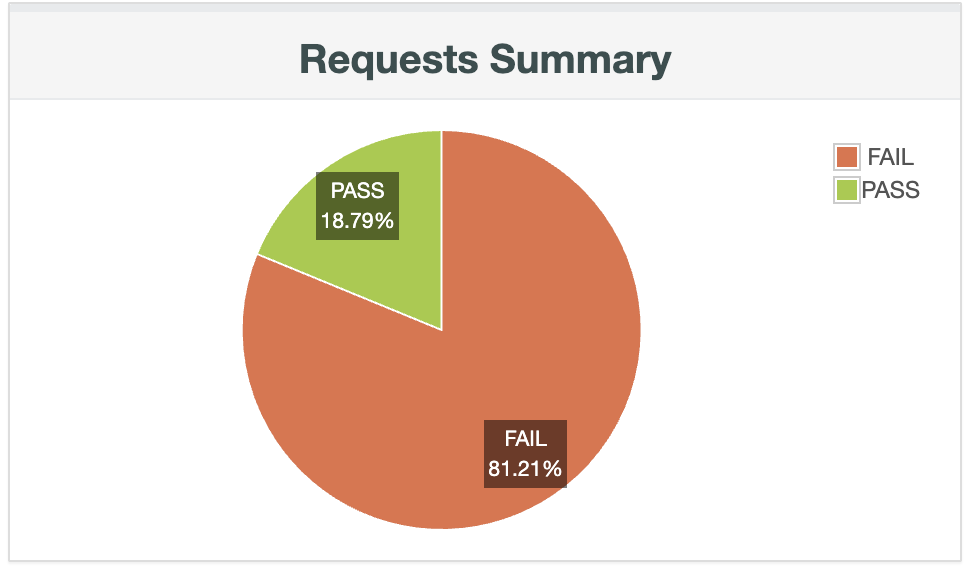 Requests Summary
FAIL
PASS
PASS
18.79%
FAIL
81.21%